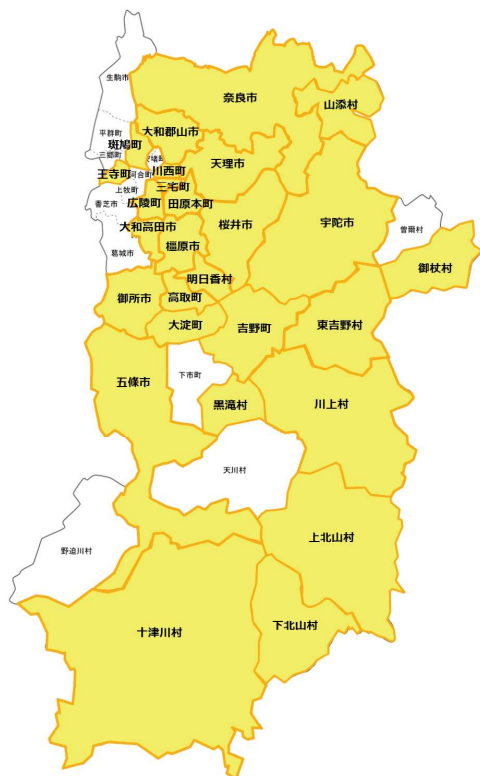 生駒市
奈良市
山添村
平群町
大和郡山市
斑鳩町
三郷町
安堵町
天理市
王寺町
河合町
川西町
三宅町
上牧町
香芝市
広陵町
田原本町
大和高田市
桜井市
宇陀市
曽爾村
橿原市
葛城市
御杖村
明日香村
御所市
高取町
大淀町
吉野町
東吉野村
下市町
五條市
黒滝村
川上村
天川村
上北山村
野迫川村
十津川村
下北山村